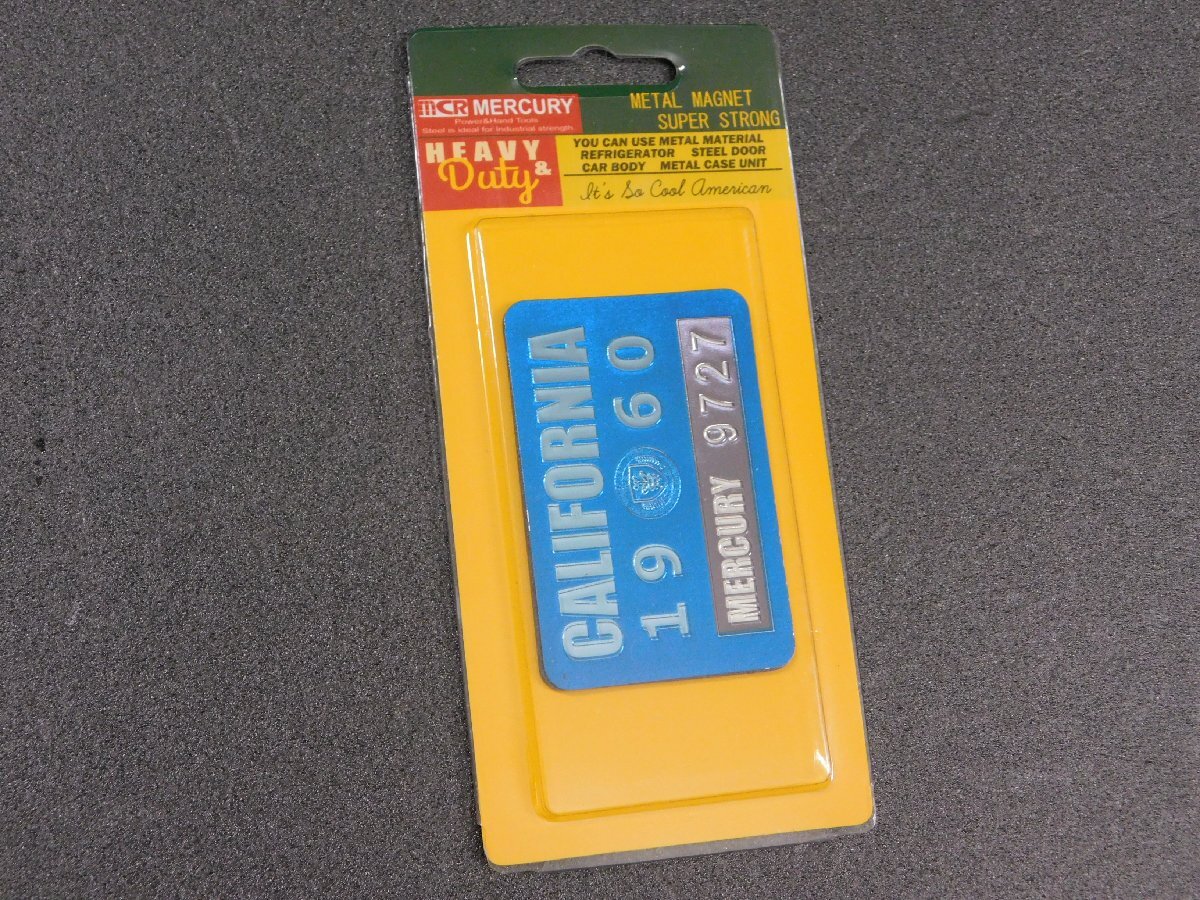 MCR MERCURY
Power&Hand Tools
Steel is ideal for Industrial strength.
METAL MAGNET
SUPER STRONG
HEAVY
& Duty
YOU CAN USE METAL MATERIAL
REFRIGERATOR STEEL DOOR
CAR BODY METAL CASE UNIT
It's So Cool American
CALIFORNIA
19 60
MERCURY 9727